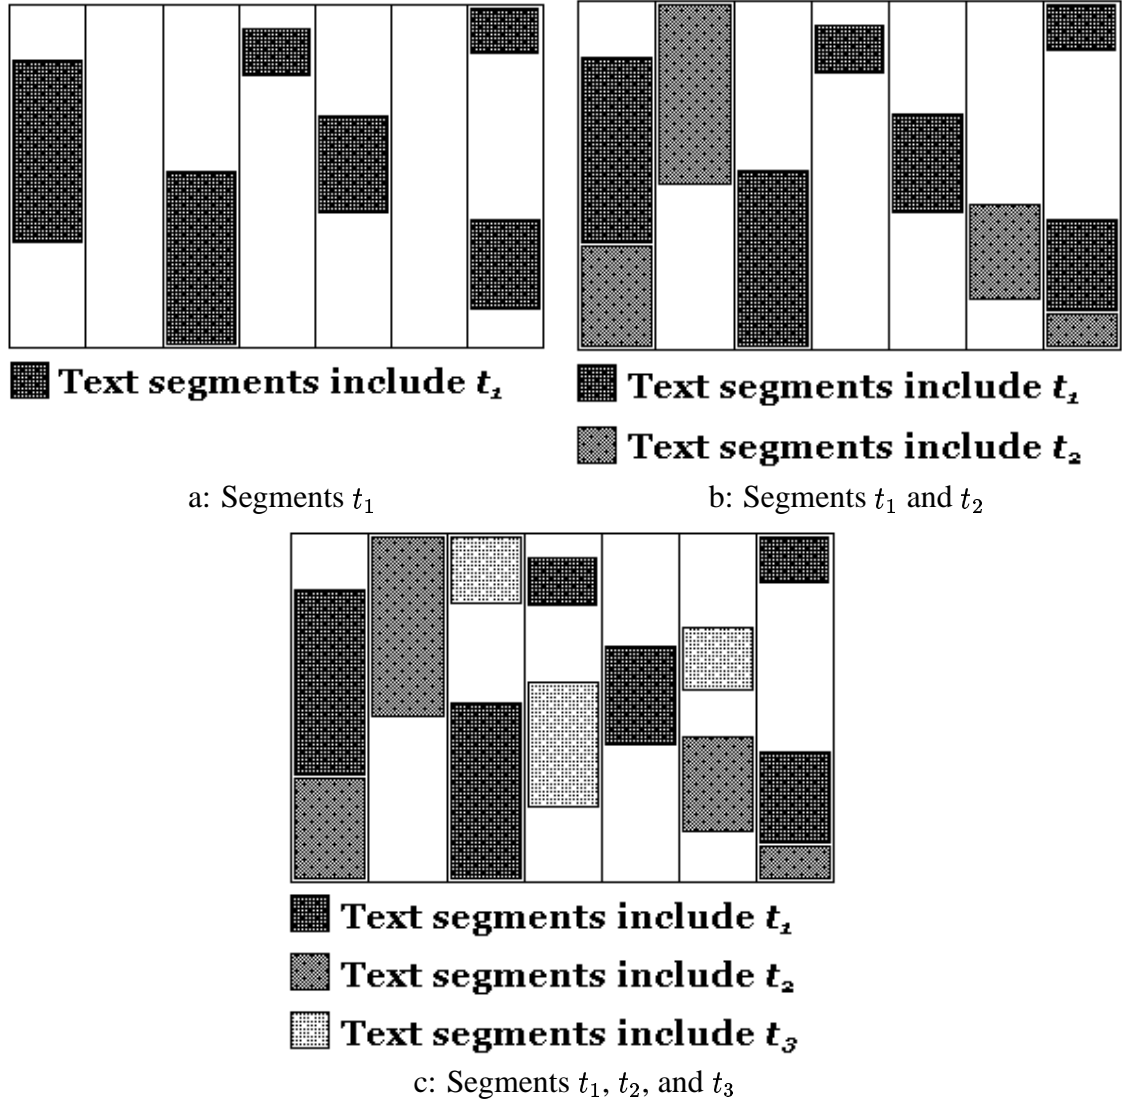 Text segments include t₁
Text segments include t₁
Text segments include t₂
a: Segments t₁
b: Segments t₁ and t₂
Text segments include t₁
Text segments include t₂
Text segments include t₃
c: Segments t₁, t₂, and t₃